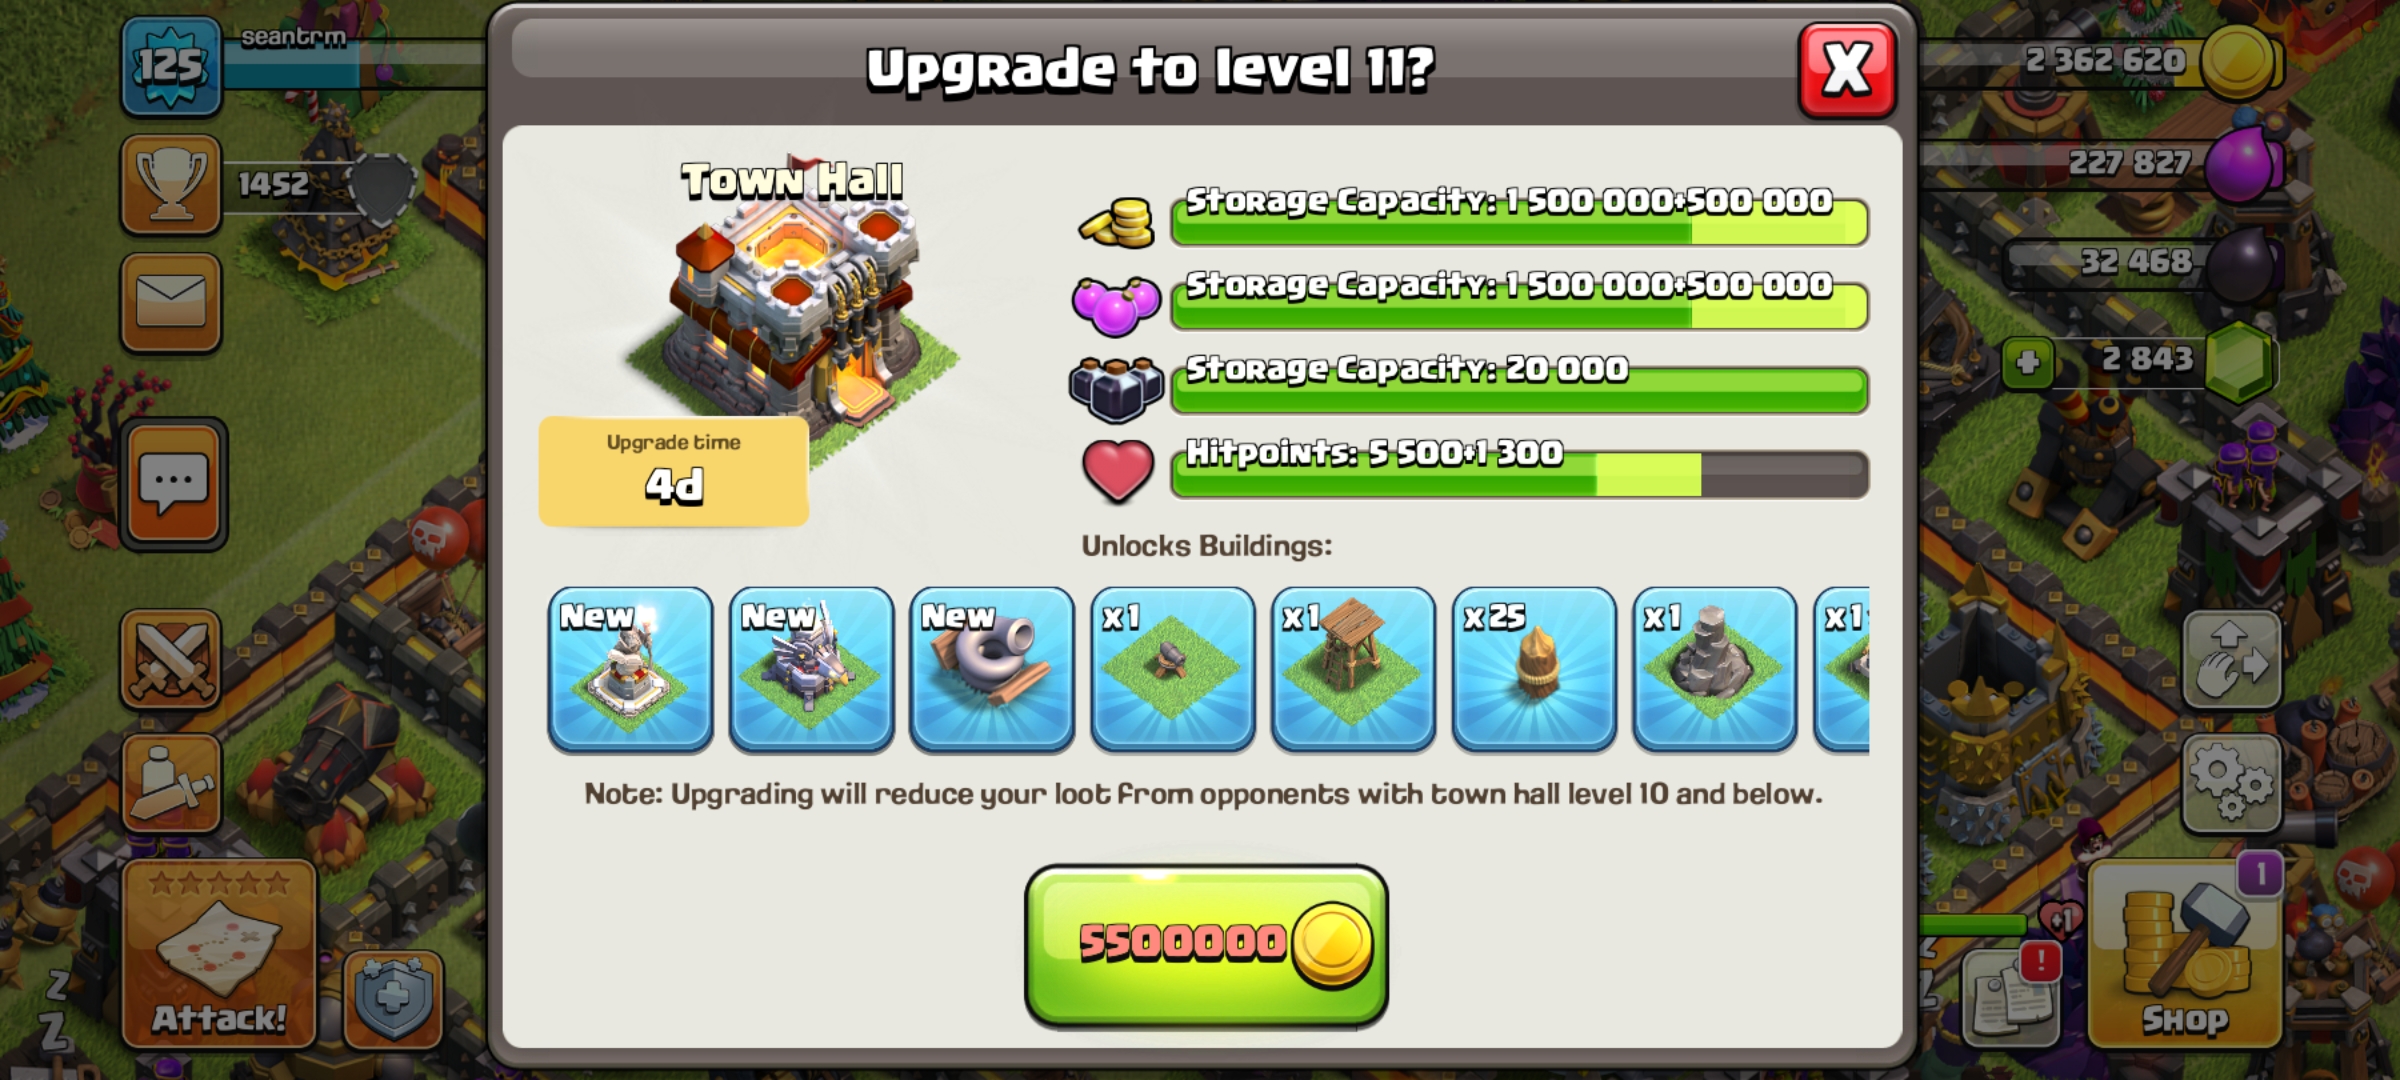 125
seantrm
Upgrade to level 11?
X
2 362 620
1452
Town Hall
Storage Capacity: 1 500 000+500 000
227 827
Storage Capacity: 1 500 000+500 000
32 468
Storage Capacity: 20 000
2 843
Upgrade time
4d
Hitpoints: 5 500+1 300
Unlocks Buildings:
New
New
New
x1
x1
x25
x1
x1
Note: Upgrading will reduce your loot from opponents with town hall level 10 and below.
1
5500000
+1
!
Z
Z
Attack!
Shop